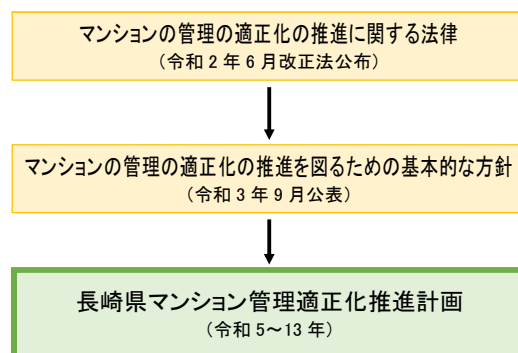 マンションの管理の適正化の推進に関する法律
（令和２年６月改正法公布）
マンションの管理の適正化の推進を図るための基本的な方針
（令和３年９月公表）
長崎県マンション管理適正化推進計画
（令和５～13 年）